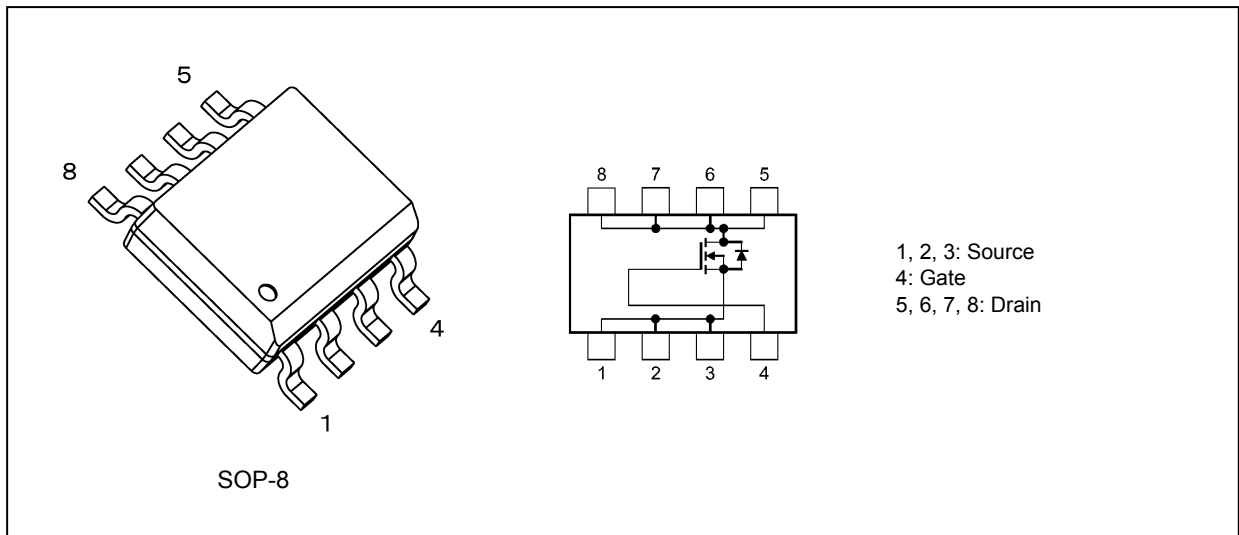 5
8
4
1
SOP-8
8 7 6 5
1 2 3 4
1, 2, 3: Source
4: Gate
5, 6, 7, 8: Drain